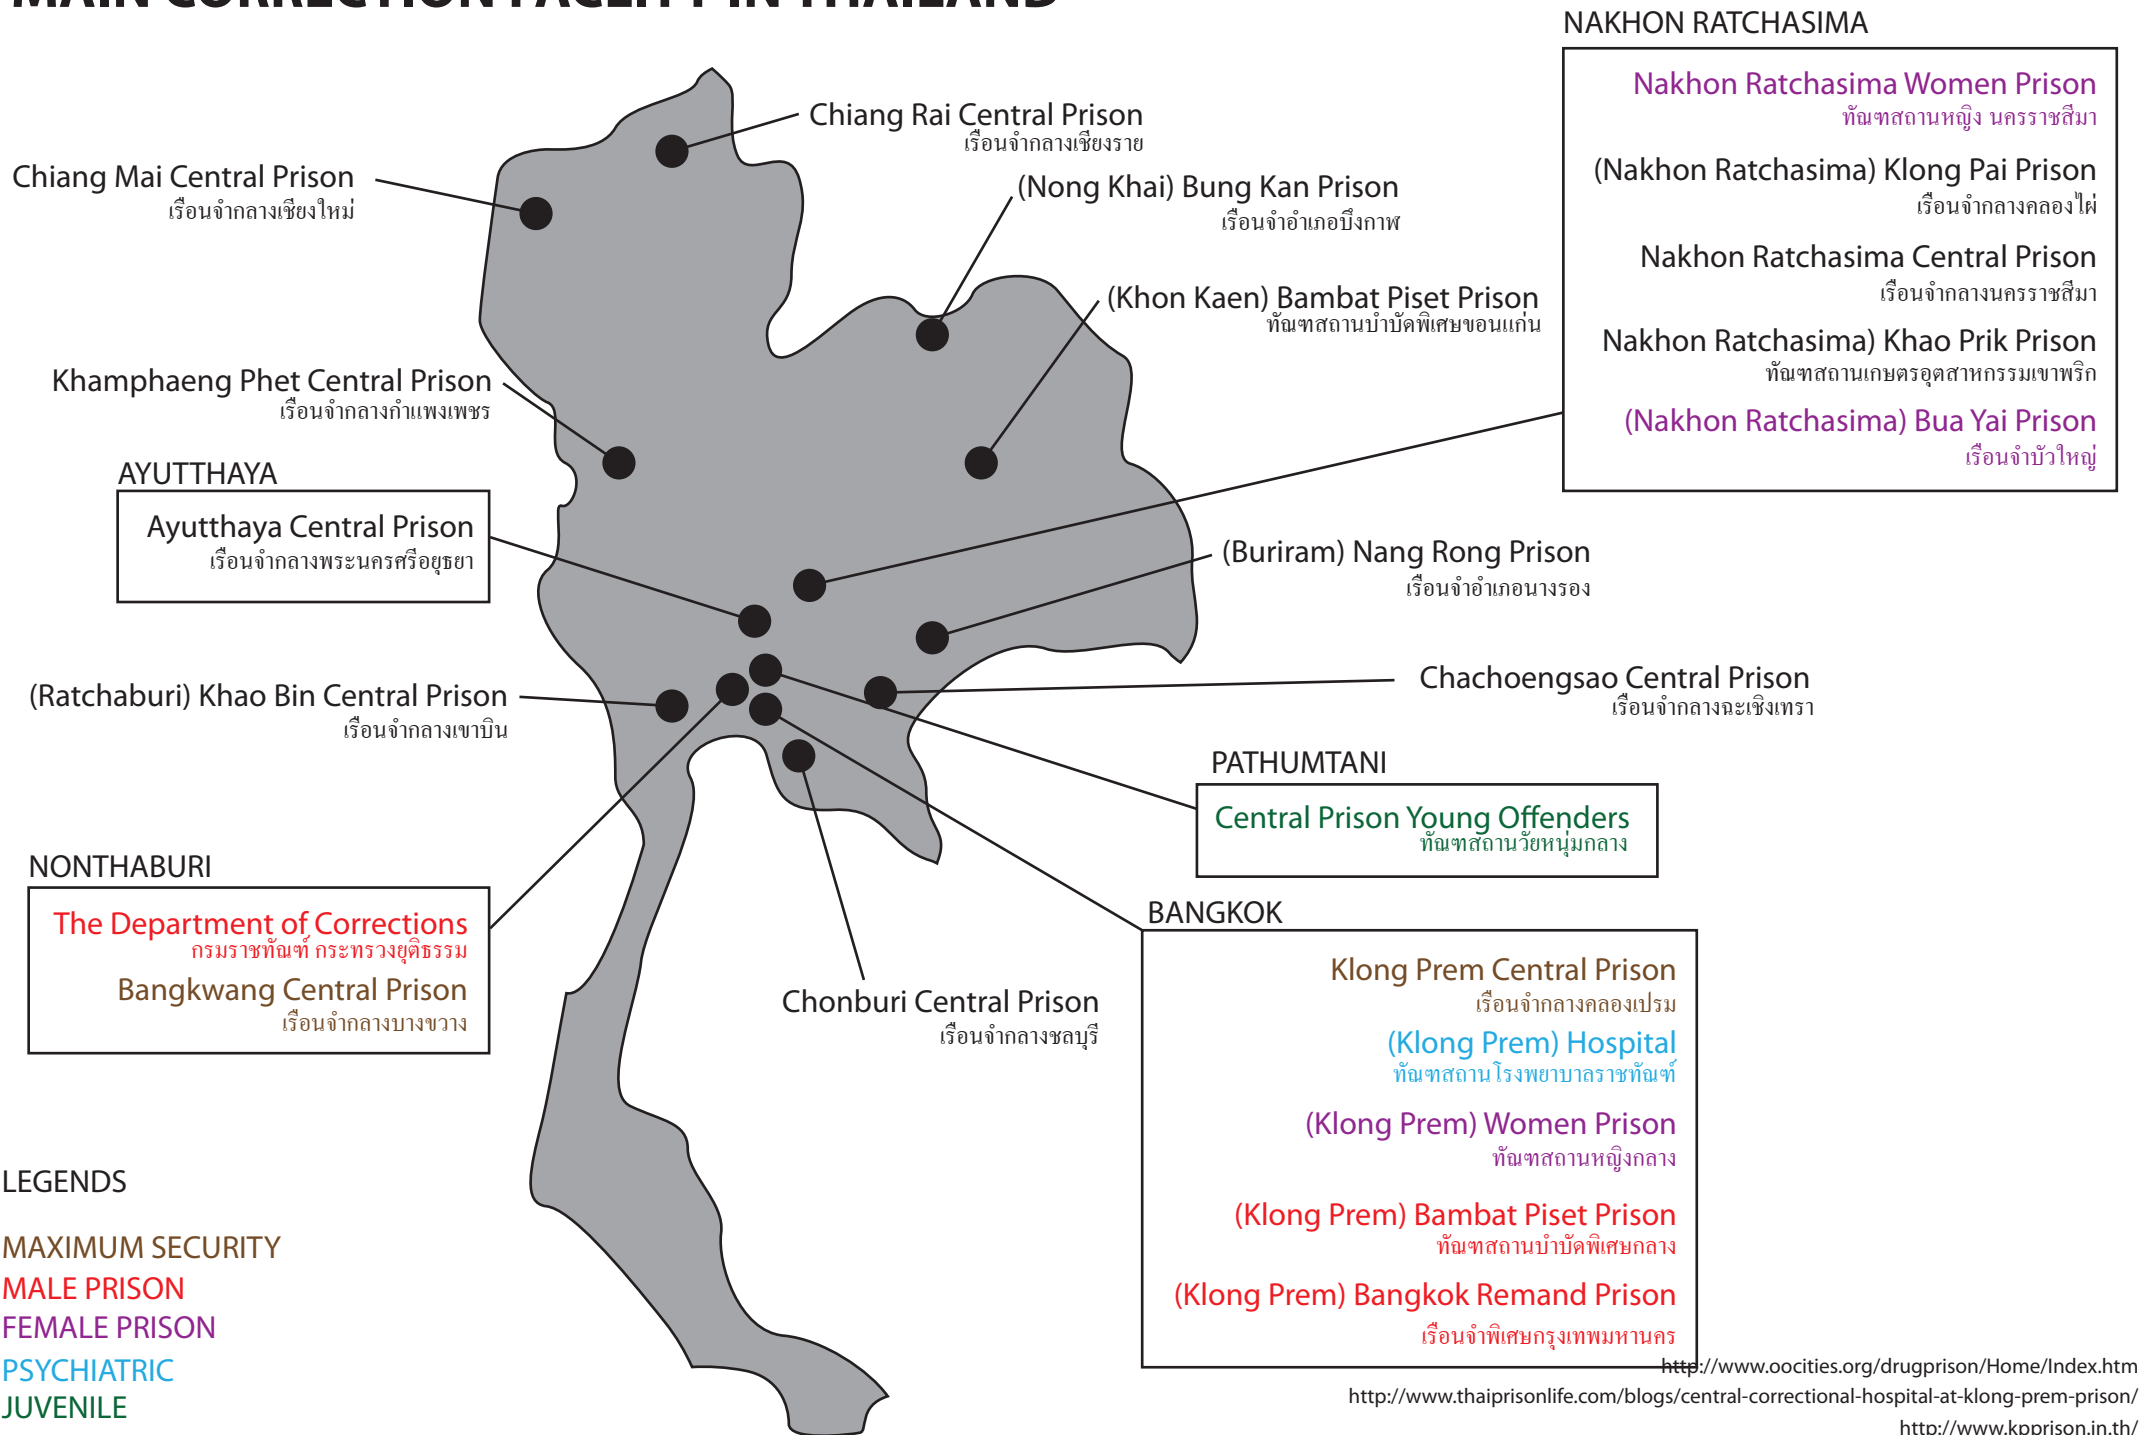 MAIN CORRECTION FACLITY IN THAILAND
NAKHON RATCHASIMA
Nakhon Ratchasima Women Prison
ทัณฑสถานหญิง นครราชสีมา
(Nakhon Ratchasima) Klong Pai Prison
เรือนจำกลางคลองไผ่
Nakhon Ratchasima Central Prison
เรือนจำกลางนครราชสีมา
Nakhon Ratchasima) Khao Prik Prison
ทัณฑสถานเกษตรอุตสาหกรรมเขาพริก
(Nakhon Ratchasima) Bua Yai Prison
เรือนจำบัวใหญ่
Chiang Rai Central Prison
เรือนจำกลางเชียงราย
Chiang Mai Central Prison
เรือนจำกลางเชียงใหม่
(Nong Khai) Bung Kan Prison
เรือนจำอำเภอบึงกาฬ
(Khon Kaen) Bambat Piset Prison
ทัณฑสถานบำบัดพิเศษขอนแก่น
Khamphaeng Phet Central Prison
เรือนจำกลางกำแพงเพชร
AYUTTHAYA
Ayutthaya Central Prison
เรือนจำกลางพระนครศรีอยุธยา
(Buriram) Nang Rong Prison
เรือนจำอำเภอนางรอง
(Ratchaburi) Khao Bin Central Prison
เรือนจำกลางเขาบิน
Chachoengsao Central Prison
เรือนจำกลางฉะเชิงเทรา
PATHUMTANI
Central Prison Young Offenders
ทัณฑสถานวัยหนุ่มกลาง
NONTHABURI
The Department of Corrections
กรมราชทัณฑ์ กระทรวงยุติธรรม
Bangkwang Central Prison
เรือนจำกลางบางขวาง
Chonburi Central Prison
เรือนจำกลางชลบุรี
BANGKOK
Klong Prem Central Prison
เรือนจำกลางคลองเปรม
(Klong Prem) Hospital
ทัณฑสถานโรงพยาบาลราชทัณฑ์
(Klong Prem) Women Prison
ทัณฑสถานหญิงกลาง
(Klong Prem) Bambat Piset Prison
ทัณฑสถานบำบัดพิเศษกลาง
(Klong Prem) Bangkok Remand Prison
เรือนจำพิเศษกรุงเทพมหานคร
LEGENDS
MAXIMUM SECURITY
MALE PRISON
FEMALE PRISON
PSYCHIATRIC
JUVENILE
http://www.oocities.org/drugprison/Home/Index.htm
http://www.thaiprisonlife.com/blogs/central-correctional-hospital-at-klong-prem-prison/
http://www.kpprison.in.th/